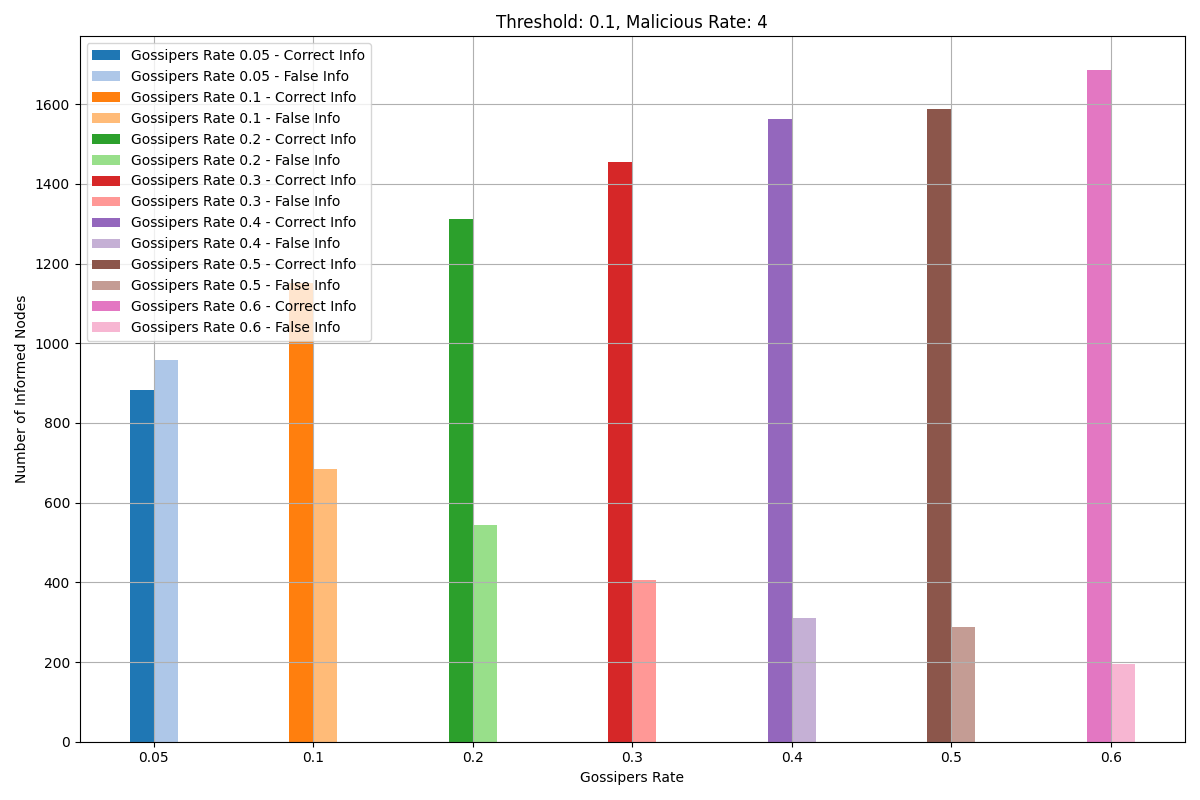 Threshold: 0.1, Malicious Rate: 4
Gossipers Rate 0.05 - Correct Info
Gossipers Rate 0.05 - False Info
Gossipers Rate 0.1 - Correct Info
Gossipers Rate 0.1 - False Info
Gossipers Rate 0.2 - Correct Info
Gossipers Rate 0.2 - False Info
Gossipers Rate 0.3 - Correct Info
Gossipers Rate 0.3 - False Info
Gossipers Rate 0.4 - Correct Info
Gossipers Rate 0.4 - False Info
Gossipers Rate 0.5 - Correct Info
Gossipers Rate 0.5 - False Info
Gossipers Rate 0.6 - Correct Info
Gossipers Rate 0.6 - False Info
Number of Informed Nodes
1600
1400
1200
1000
800
600
400
200
0
0.05 0.1 0.2 0.3 0.4 0.5 0.6
Gossipers Rate